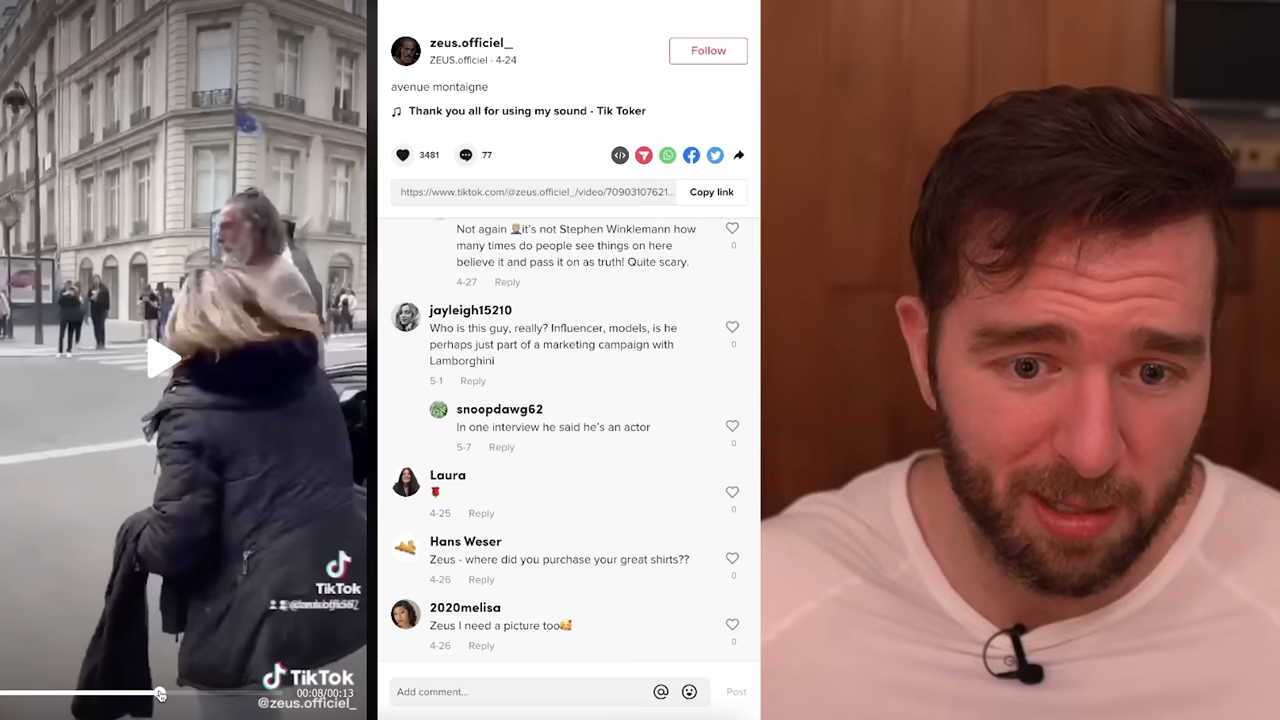 zeus.officiel_
ZEUS.officiel · 4-24
Follow
avenue montaigne
Thank you all for using my sound - Tik Toker
3481
77
https://www.tiktok.com/@zeus.officiel_/video/70903107621...
Copy link
Not again it's not Stephen Winklemann how
many times do people see things on here
believe it and pass it on as truth! Quite scary.
0
4-27 Reply
jayleigh15210
Who is this guy, really? Influencer, models, is he
perhaps just part of a marketing campaign with
Lamborghini
0
5-1 Reply
snoopdawg62
In one interview he said he's an actor
0
5-7 Reply
Laura
0
4-25 Reply
Hans Weser
Zeus - where did you purchase your great shirts??
0
4-26 Reply
2020melisa
Zeus I need a picture too
0
4-26 Reply
Add comment...
Post
TikTok
TikTok
00:08/00:13
@zeus.officiel_